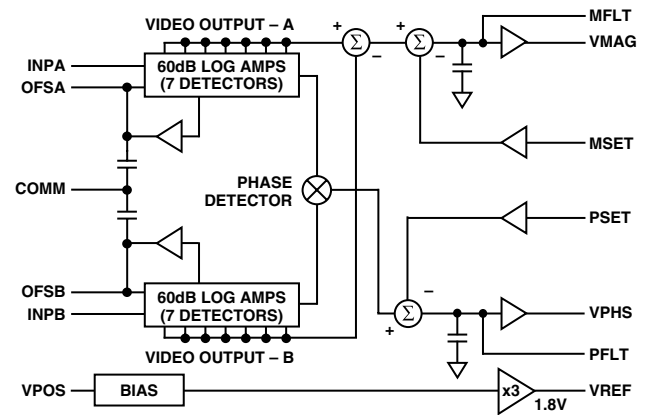 VIDEO OUTPUT – A
INPA
OFSA
60dB LOG AMPS
(7 DETECTORS)
+
Σ
–
+
Σ
–
MFLT
VMAG
MSET
COMM
PHASE
DETECTOR
PSET
OFSB
INPB
60dB LOG AMPS
(7 DETECTORS)
VIDEO OUTPUT – B
–
+
Σ
VPHS
PFLT
VPOS
BIAS
x3
1.8V
VREF